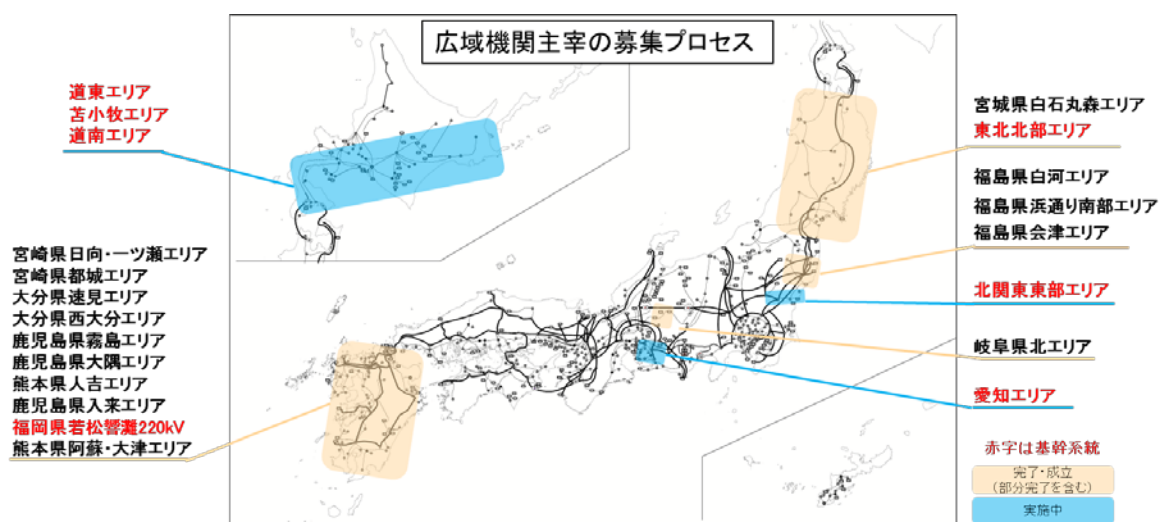 広域機関主宰の募集プロセス
道東エリア
苫小牧エリア
道南エリア
宮崎県日向・一ツ瀬エリア
宮崎県都城エリア
大分県速見エリア
大分県西大分エリア
鹿児島県霧島エリア
鹿児島県大隅エリア
熊本県人吉エリア
鹿児島県入来エリア
福岡県若松響灘220kV
熊本県阿蘇・大津エリア
宮城県白石丸森エリア
東北北部エリア
福島県白河エリア
福島県浜通り南部エリア
福島県会津エリア
北関東東部エリア
岐阜県北エリア
愛知エリア
赤字は基幹系統
完了・成立
(部分完了を含む)
実施中